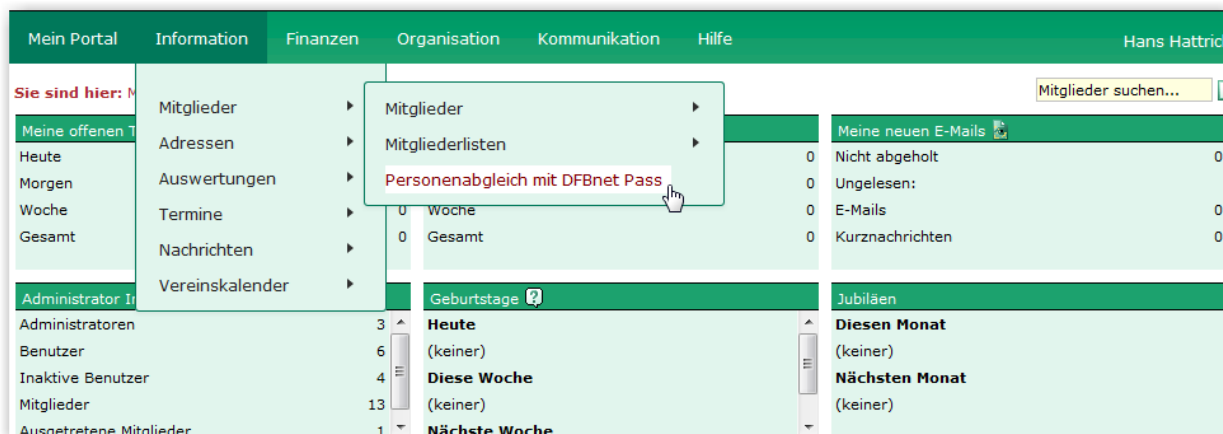 Mein Portal Information Finanzen Organisation Kommunikation Hilfe Hans Hattric
Sie sind hier:
Mitglieder suchen...
Mitglieder
Adressen
Auswertungen
Termine
Nachrichten
Vereinskalender
Mitglieder
Mitgliederlisten
Personenabgleich mit DFBnet Pass
Meine offenen T
Heute
Morgen
Woche 0
Gesamt 0
0
0
Woche 0
Gesamt 0
Meine neuen E-Mails
Nicht abgeholt 0
Ungelesen:
E-Mails 0
Kurznachrichten 0
Administrator I
Administratoren 3
Benutzer 6
Inaktive Benutzer 4
Mitglieder 13
Ausgetretene Mitglieder 1
Geburtstage ?
Heute
(keiner)
Diese Woche
(keiner)
Nächste Woche
Jubiläen
Diesen Monat
(keiner)
Nächsten Monat
(keiner)